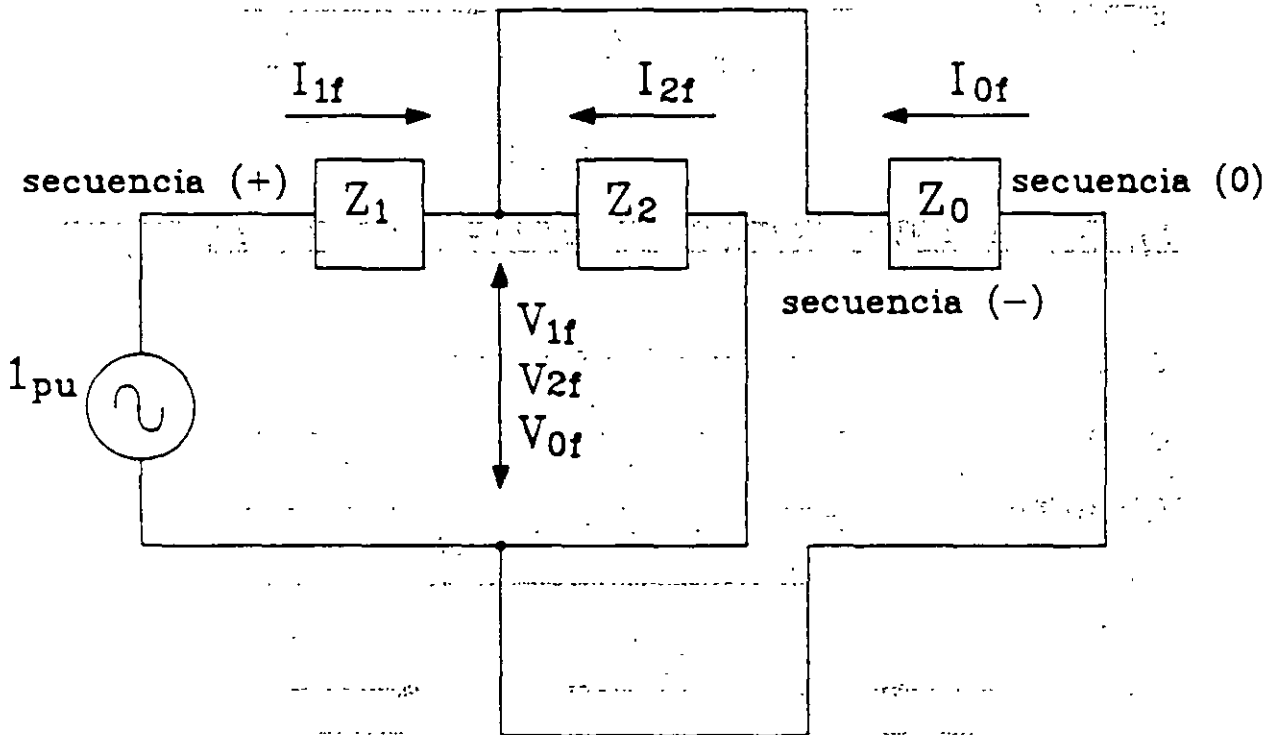 I1f
I2f
I0f
secuencia (+)
Z1
Z2
Z0
secuencia (0)
secuencia (−)
V1f
V2f
V0f
1pu